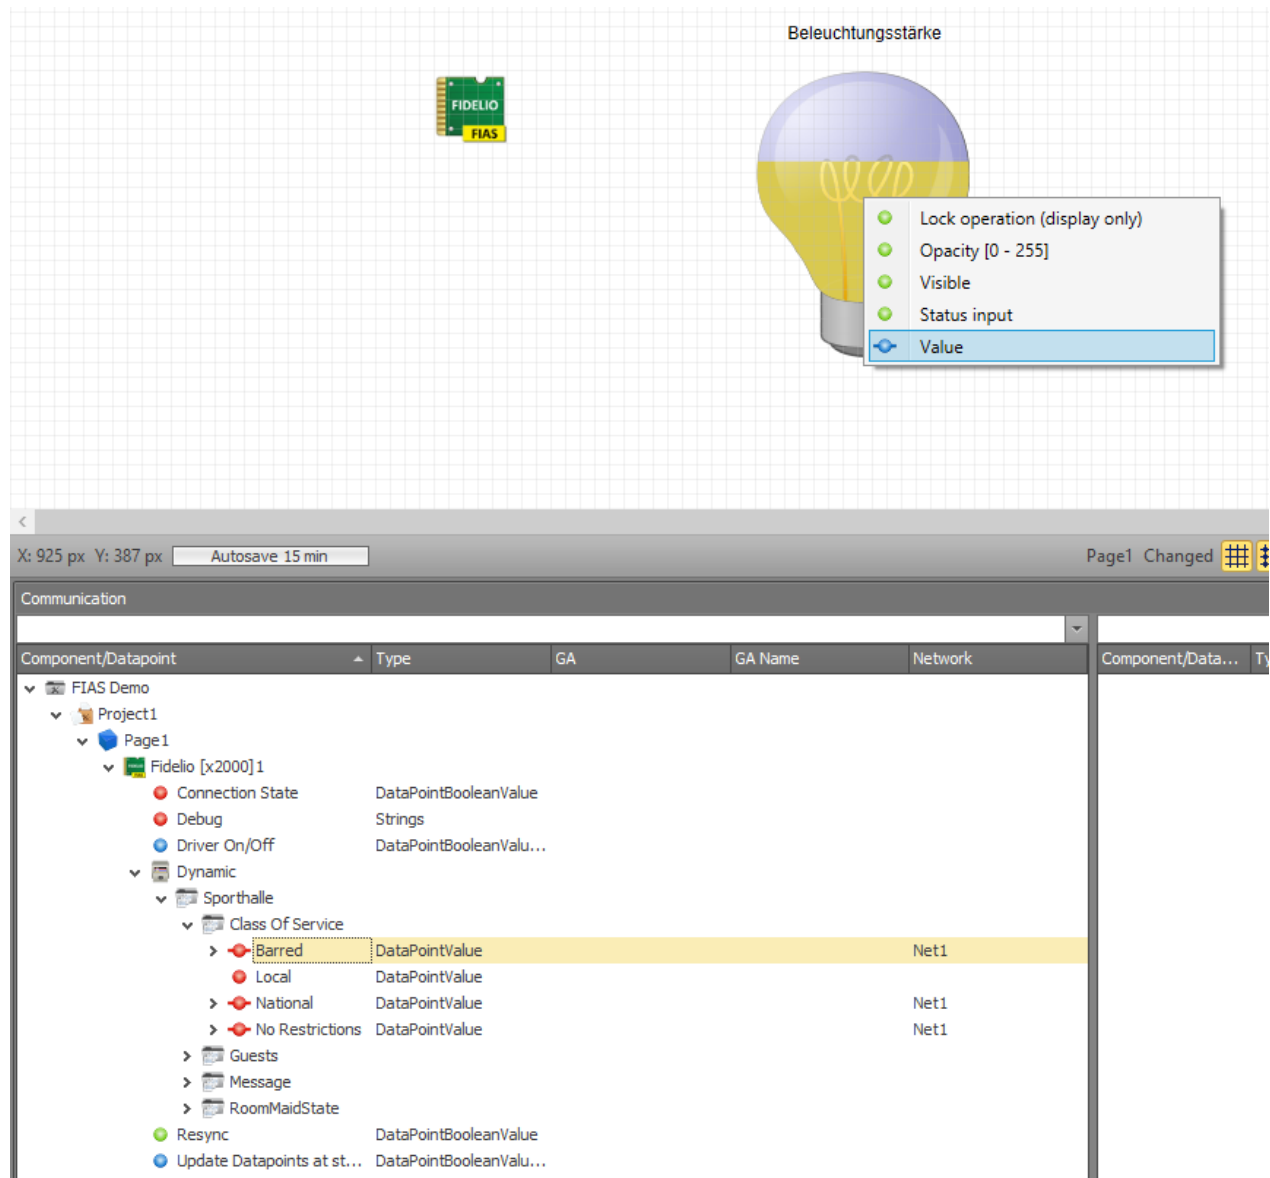 Beleuchtungsstärke
FIDELIO
FIAS
Lock operation (display only)
Opacity [0 - 255]
Visible
Status input
Value
X: 925 px Y: 387 px Autosave 15 min Page1 Changed
Communication
Component/Datapoint Type GA GA Name Network Component/Data... Ty
FIAS Demo
Project1
Page1
Fidelio [x2000]1
Connection State DataPointBooleanValue
Debug Strings
Driver On/Off DataPointBooleanValu...
Dynamic
Sporthalle
Class Of Service
Barred DataPointValue Net1
Local DataPointValue
National DataPointValue Net1
No Restrictions DataPointValue Net1
Guests
Message
RoomMaidState
Resync DataPointBooleanValue
Update Datapoints at st... DataPointBooleanValu...